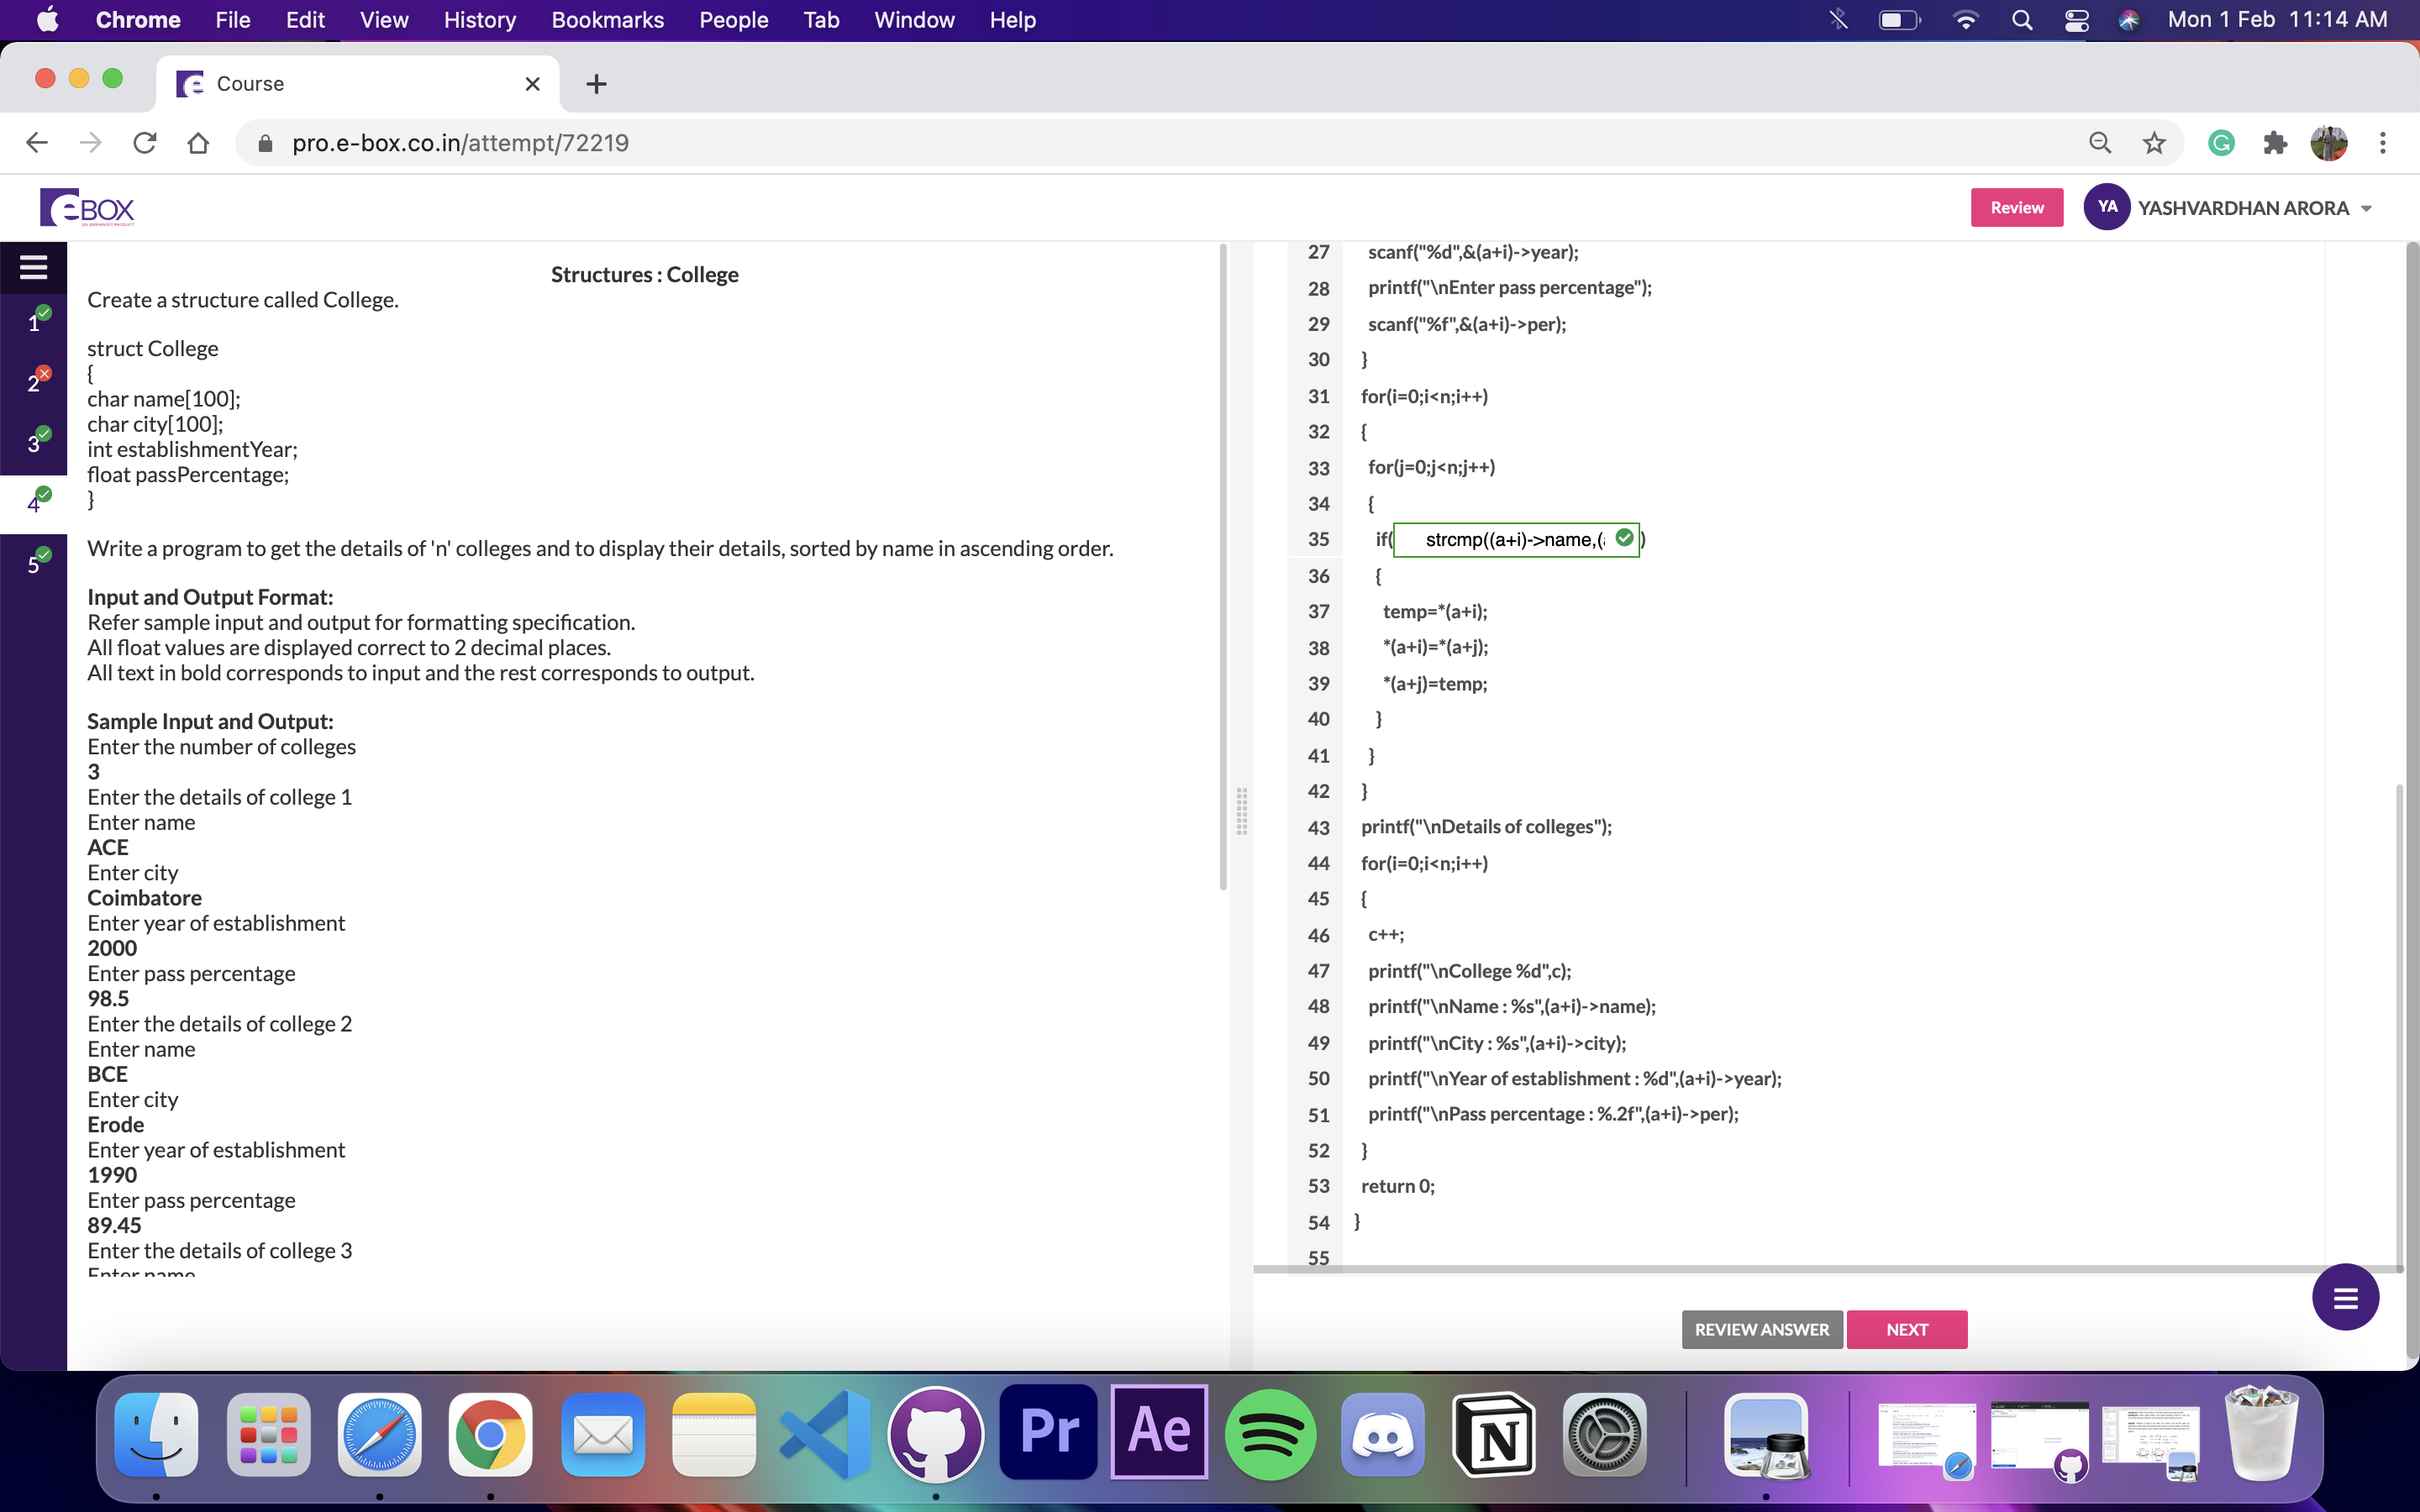 Chrome File Edit View History Bookmarks People Tab Window Help Mon 1 Feb 11:14 AM
Course
pro.e-box.co.in/attempt/72219
eBOX
Review YA YASHVARDHAN ARORA
1
2
3
4
5
Structures : College
Create a structure called College.
struct College
{
char name[100];
char city[100];
int establishmentYear;
float passPercentage;
}
Write a program to get the details of 'n' colleges and to display their details, sorted by name in ascending order.
Input and Output Format:
Refer sample input and output for formatting specification.
All float values are displayed correct to 2 decimal places.
All text in bold corresponds to input and the rest corresponds to output.
Sample Input and Output:
Enter the number of colleges
3
Enter the details of college 1
Enter name
ACE
Enter city
Coimbatore
Enter year of establishment
2000
Enter pass percentage
98.5
Enter the details of college 2
Enter name
BCE
Enter city
Erode
Enter year of establishment
1990
Enter pass percentage
89.45
Enter the details of college 3
Enter name
27 scanf("%d",&(a+i)->year);
28 printf("\nEnter pass percentage");
29 scanf("%f",&(a+i)->per);
30 }
31 for(i=0;i<n;i++)
32 {
33 for(j=0;j<n;j++)
34 {
35 if( strcmp((a+i)->name,( )
36 {
37 temp=*(a+i);
38 *(a+i)=*(a+j);
39 *(a+j)=temp;
40 }
41 }
42 }
43 printf("\nDetails of colleges");
44 for(i=0;i<n;i++)
45 {
46 c++;
47 printf("\nCollege %d",c);
48 printf("\nName : %s",(a+i)->name);
49 printf("\nCity : %s",(a+i)->city);
50 printf("\nYear of establishment : %d",(a+i)->year);
51 printf("\nPass percentage : %.2f",(a+i)->per);
52 }
53 return 0;
54 }
55
REVIEW ANSWER NEXT
Pr Ae N